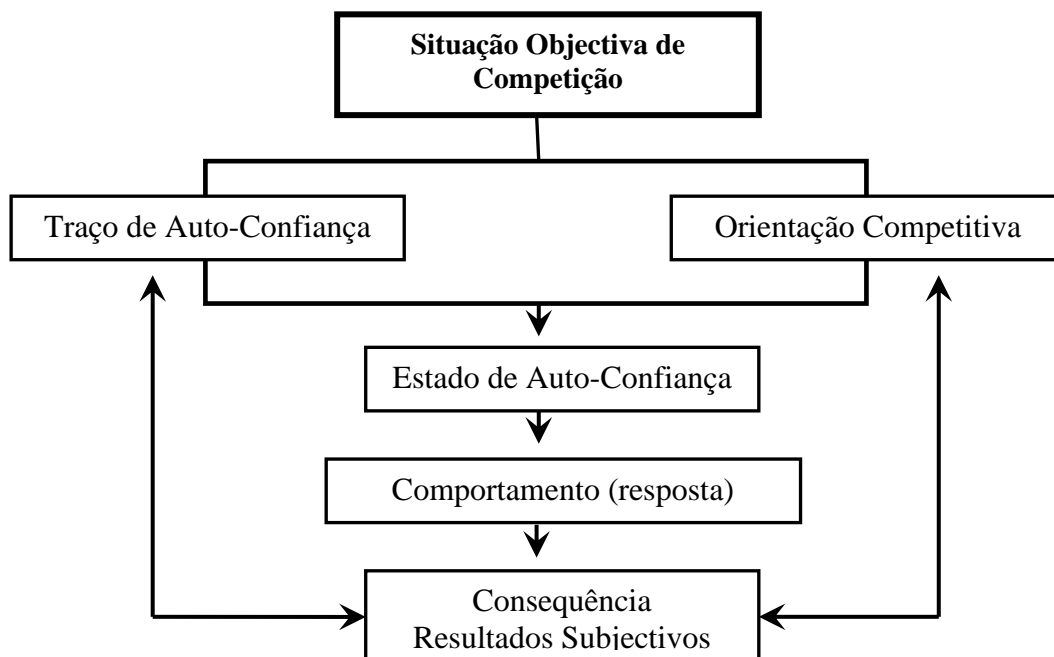 Situação Objectiva de
Competição
Traço de Auto-Confiança
Orientação Competitiva
Estado de Auto-Confiança
Comportamento (resposta)
Consequência
Resultados Subjectivos